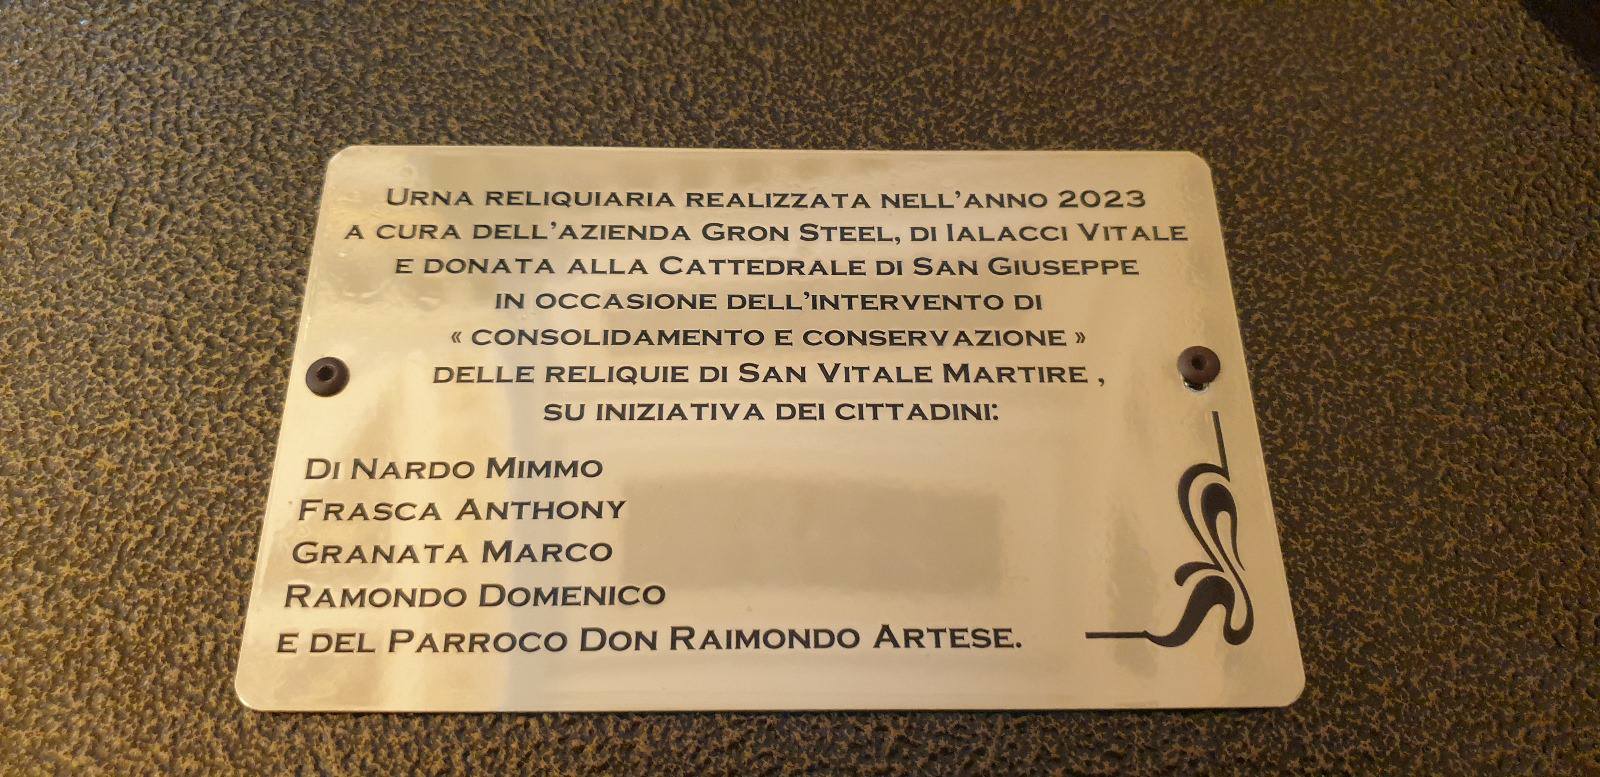 Urna reliquiaria realizzata nell'anno 2023
a cura dell'azienda Gron Steel, di Ialacci Vitale
e donata alla Cattedrale di San Giuseppe
in occasione dell'intervento di
« consolidamento e conservazione »
delle reliquie di San Vitale Martire ,
su iniziativa dei cittadini:
Di Nardo Mimmo
Frasca Anthony
Granata Marco
Ramondo Domenico
e del Parroco Don Raimondo Artese.